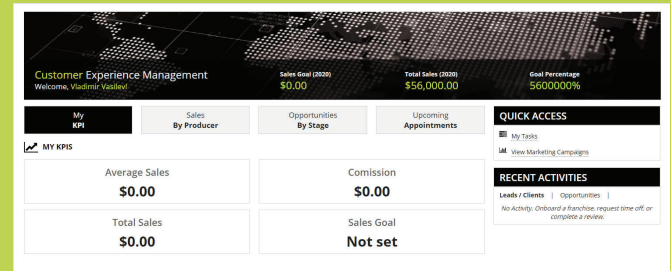 Customer Experience Management
Welcome, Vladimir Vasilev!
Sales Goal (2020)
$0.00
Total Sales (2020)
$56,000.00
Goal Percentage
5600000%
My
KPI
Sales
By Producer
Opportunities
By Stage
Upcoming
Appointments
MY KPIS
Average Sales
$0.00
Comission
$0.00
Total Sales
$0.00
Sales Goal
Not set
QUICK ACCESS
My Tasks
View Marketing Campaigns
RECENT ACTIVITIES
Leads / Clients | Opportunities |
No Activity. Onboard a franchise, request time off, or
complete a review.